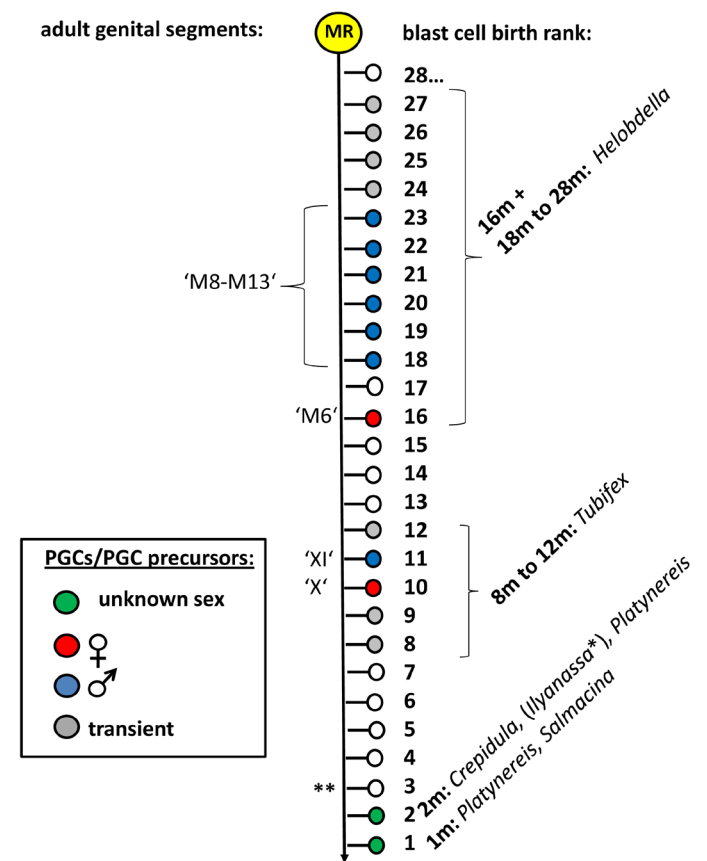 adult genital segments:
MR
blast cell birth rank:
28...
27
26
25
24
23
22
21
20
19
18
17
16
15
14
13
12
11
10
9
8
7
6
5
4
3
2
1
'M8-M13'
'M6'
'XI'
'X'
**
16m +
18m to 28m: Helobdella
8m to 12m: Tubifex
2m: Crepidula, (Ilyanassa*), Platynereis
1m: Platynereis, Salmacina
PGCs/PGC precursors:
unknown sex
♀
♂
transient